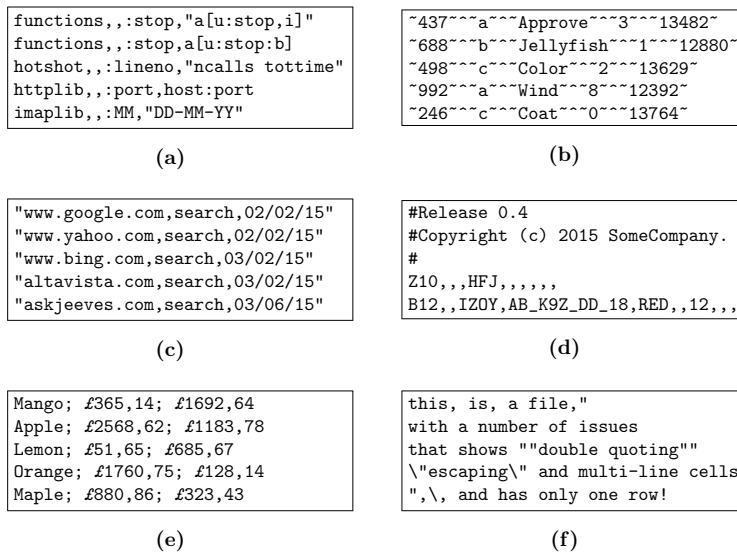 functions,,:stop,"a[u:stop,i]"
functions,,:stop,a[u:stop:b]
hotshot,,:lineno,"ncalls tottime"
httplib,,:port,host:port
imaplib,,:MM,"DD-MM-YY"
(a)
~437~~~a~~~Approve~~~3~~~13482~
~688~~~b~~~Jellyfish~~~1~~~12880~
~498~~~c~~~Color~~~2~~~13629~
~992~~~a~~~Wind~~~8~~~12392~
~246~~~c~~~Coat~~~0~~~13764~
(b)
"www.google.com,search,02/02/15"
"www.yahoo.com,search,02/02/15"
"www.bing.com,search,03/02/15"
"altavista.com,search,03/02/15"
"askjeeves.com,search,03/06/15"
(c)
#Release 0.4
#Copyright (c) 2015 SomeCompany.
#
Z10,,,HFJ,,,,,,
B12,,IZOY,AB_K9Z_DD_18,RED,,12,,,
(d)
Mango; £365,14; £1692,64
Apple; £2568,62; £1183,78
Lemon; £51,65; £685,67
Orange; £1760,75; £128,14
Maple; £880,86; £323,43
(e)
this, is, a file,"
with a number of issues
that shows ""double quoting""
\"escaping\" and multi-line cells
",\, and has only one row!
(f)